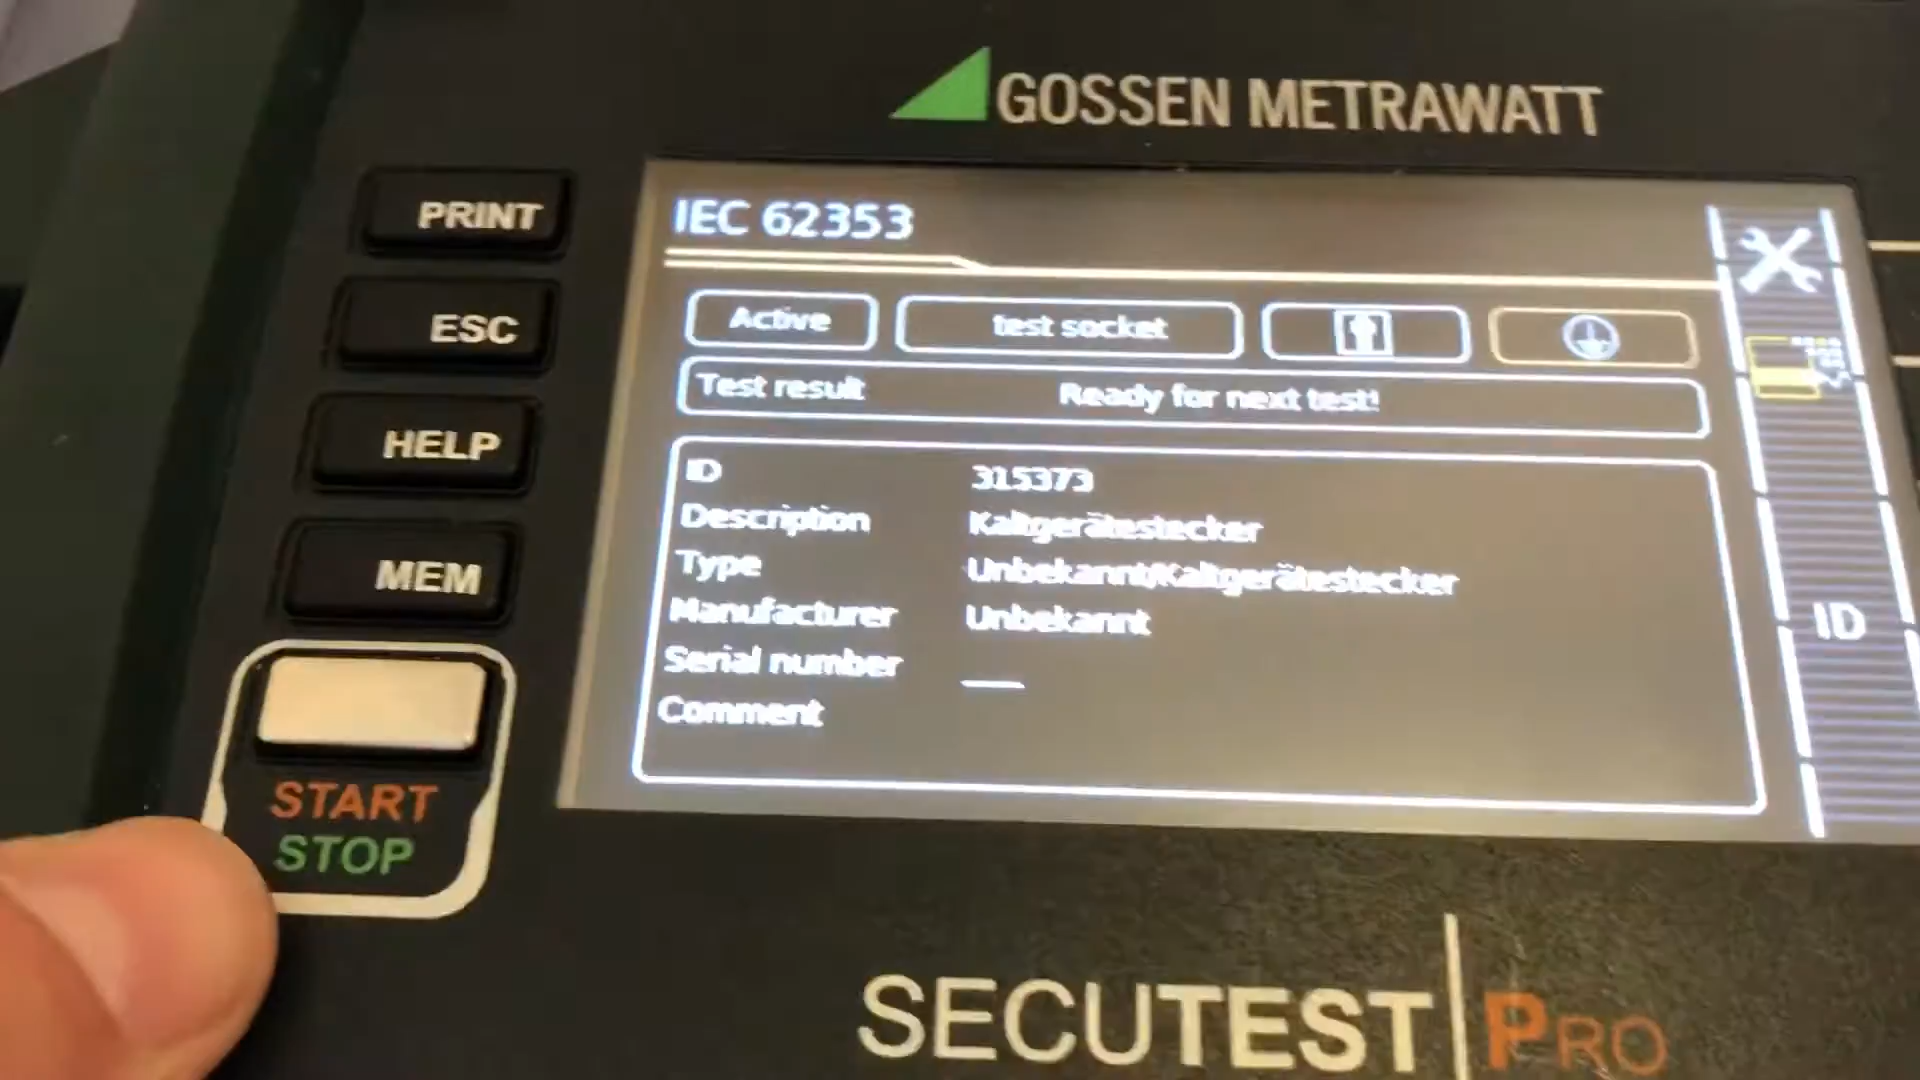 GOSSEN METRAWATT
PRINT
ESC
HELP
MEM
START
STOP
IEC 62353
Active
test socket
Test result
Ready for next test!
ID 315373
Description Kaltgerätestecker
Type Unbekannt/Kaltgerätestecker
Manufacturer Unbekannt
Serial number ___
Comment
ID
SECUTEST PRO